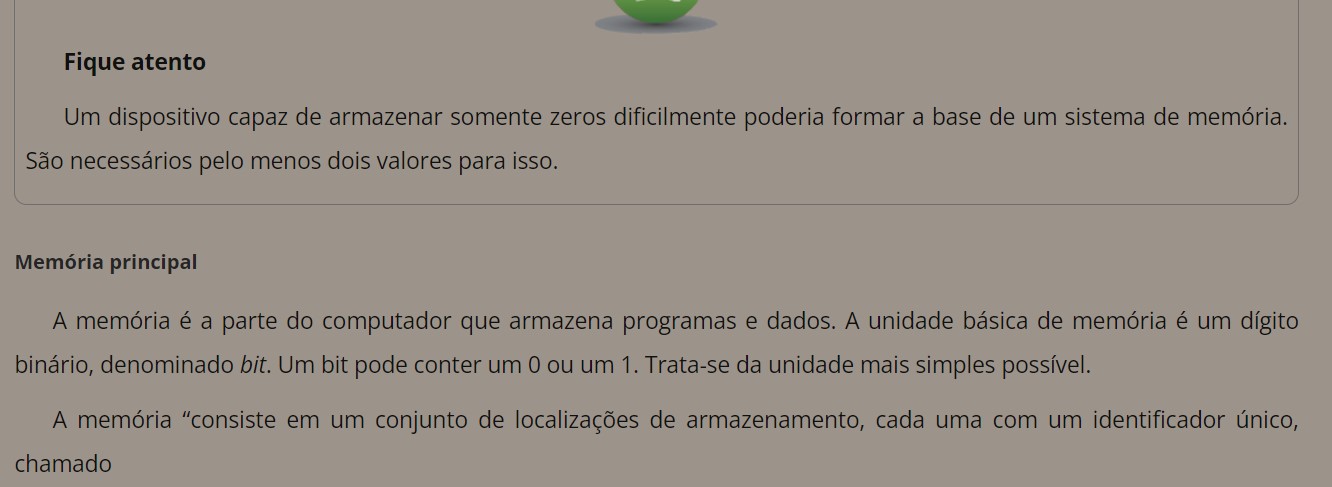 Fique atento
Um dispositivo capaz de armazenar somente zeros dificilmente poderia formar a base de um sistema de memória.
São necessários pelo menos dois valores para isso.
Memória principal
A memória é a parte do computador que armazena programas e dados. A unidade básica de memória é um dígito
binário, denominado bit. Um bit pode conter um 0 ou um 1. Trata-se da unidade mais simples possível.
A memória “consiste em um conjunto de localizações de armazenamento, cada uma com um identificador único,
chamado